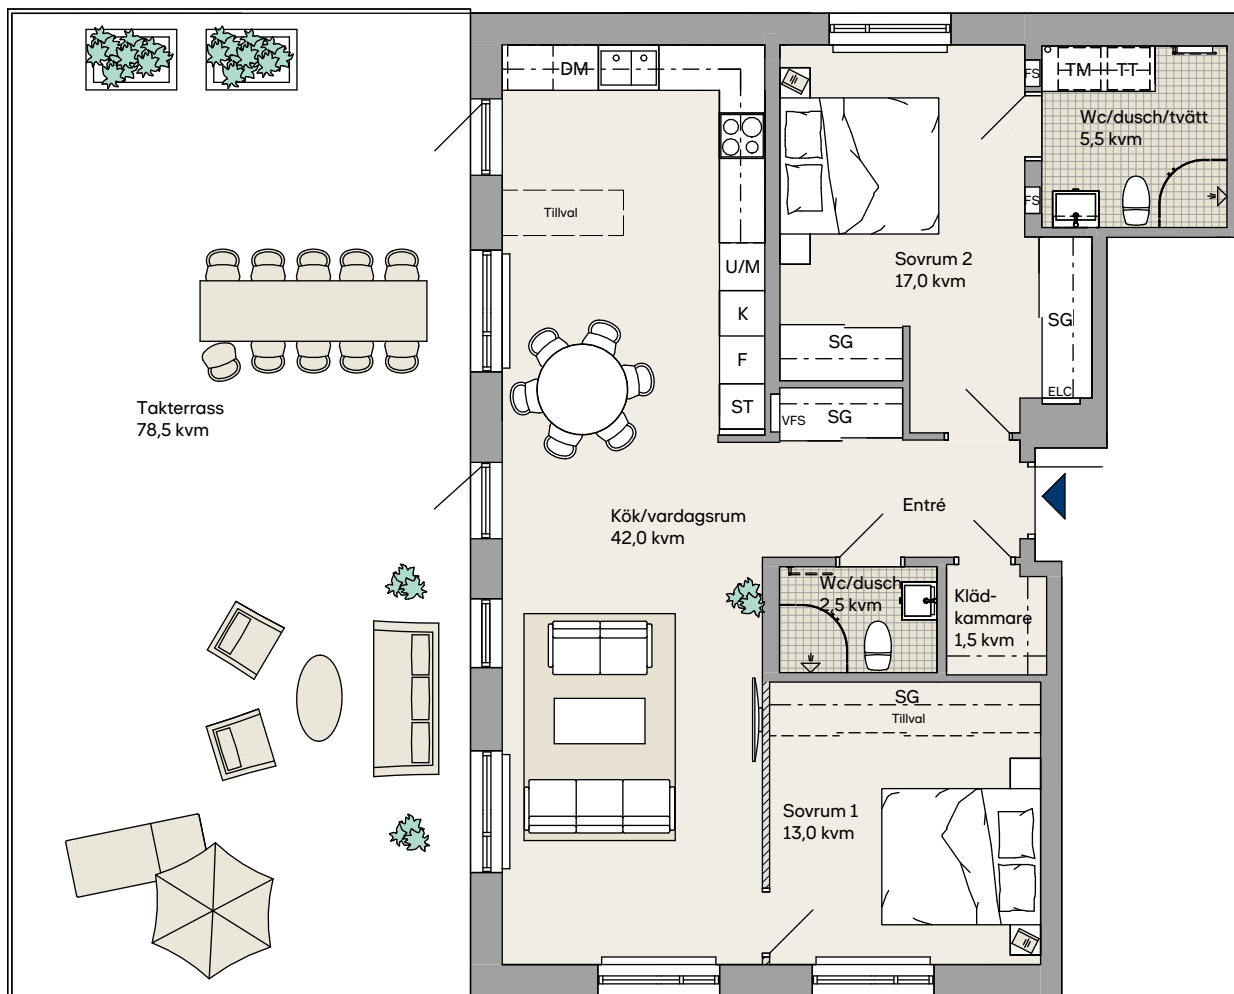 DM
FS
TM
TT
Wc/dusch/tvätt
5,5 kvm
FS
Tillval
U/M
K
F
ST
Sovrum 2
17,0 kvm
SG
SG
VFS
SG
ELC
Takterrass
78,5 kvm
Kök/vardagsrum
42,0 kvm
Entré
Wc/dusch
2,5 kvm
Kläd-
kammare
1,5 kvm
SG
Tillval
Sovrum 1
13,0 kvm